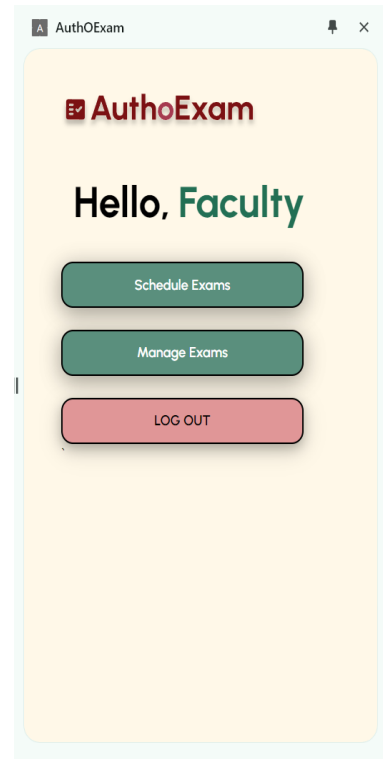 A AuthOExam
AuthoExam
Hello, Faculty
Schedule Exams
Manage Exams
LOG OUT
`